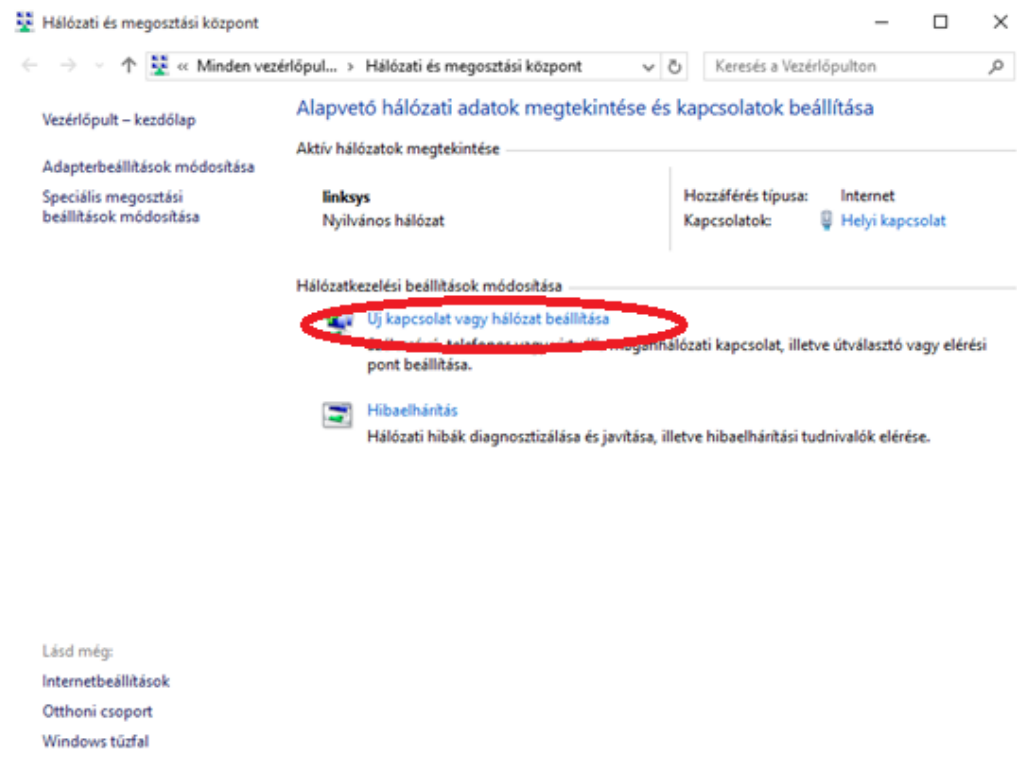 Hálózati és megosztási központ
« Minden vezérlőpul... › Hálózati és megosztási központ
Keresés a Vezérlőpulton
Vezérlőpult – kezdőlap
Adapterbeállítások módosítása
Speciális megosztási
beállítások módosítása
Alapvető hálózati adatok megtekintése és kapcsolatok beállítása
Aktív hálózatok megtekintése
linksys
Nyilvános hálózat
Hozzáférés típusa: Internet
Kapcsolatok: Helyi kapcsolat
Hálózatkezelési beállítások módosítása
Új kapcsolat vagy hálózat beállítása
telefonos vagy virtuális magánhálózati kapcsolat, illetve útválasztó vagy elérési
pont beállítása.
Hibaelhárítás
Hálózati hibák diagnosztizálása és javítása, illetve hibaelhárítási tudnivalók elérése.
Lásd még:
Internetbeállítások
Otthoni csoport
Windows tűzfal